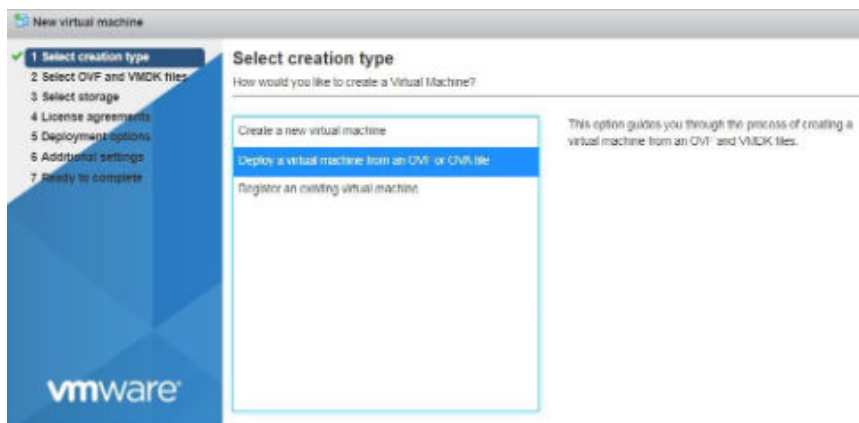 New virtual machine
1 Select creation type
2 Select OVF and VMDK files
3 Select storage
4 License agreements
5 Deployment options
6 Additional settings
7 Ready to complete
vmware
Select creation type
How would you like to create a Virtual Machine?
Create a new virtual machine
Deploy a virtual machine from an OVF or OVA file
Register an existing virtual machine
This option guides you through the process of creating a
virtual machine from an OVF and VMDK files.